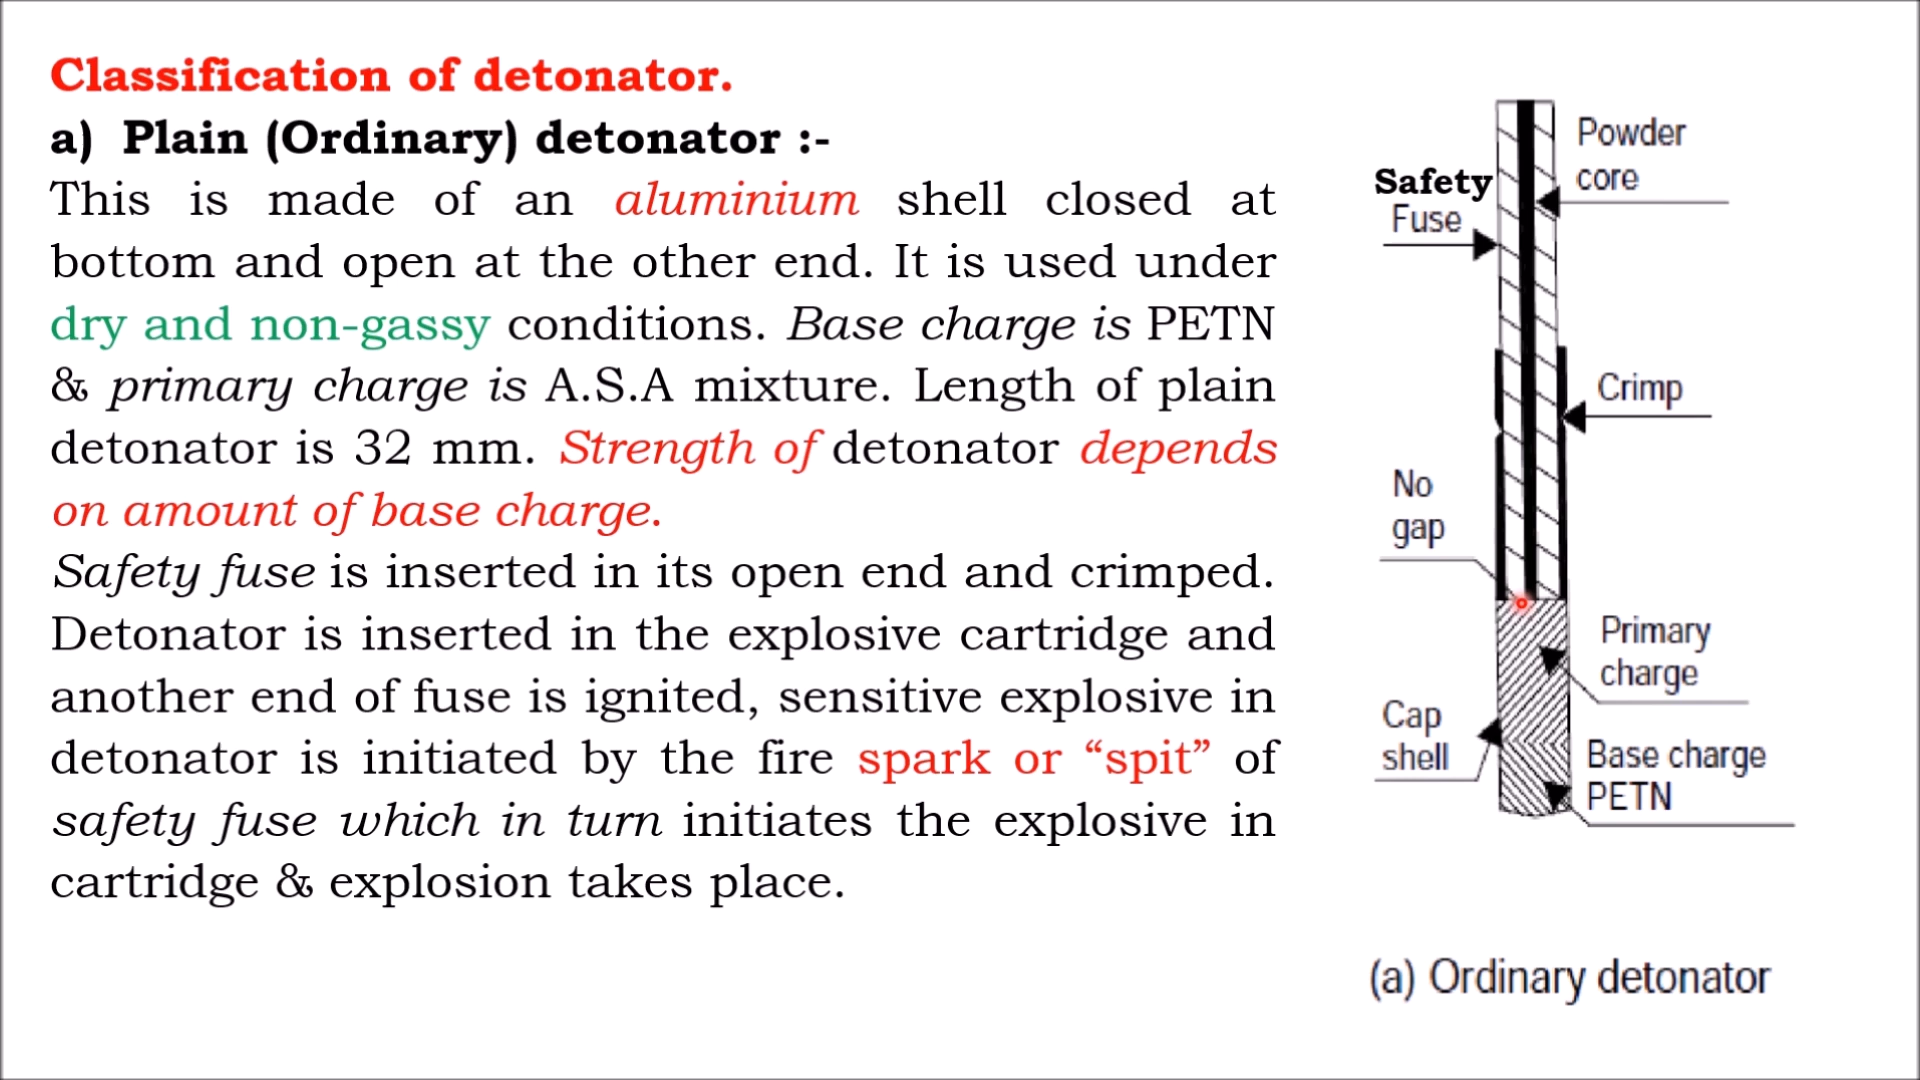 Classification of detonator.
a) Plain (Ordinary) detonator :-
This is made of an aluminium shell closed at
bottom and open at the other end. It is used under
dry and non-gassy conditions. Base charge is PETN
& primary charge is A.S.A mixture. Length of plain
detonator is 32 mm. Strength of detonator depends
on amount of base charge.
Safety fuse is inserted in its open end and crimped.
Detonator is inserted in the explosive cartridge and
another end of fuse is ignited, sensitive explosive in
detonator is initiated by the fire spark or “spit” of
safety fuse which in turn initiates the explosive in
cartridge & explosion takes place.
Powder
core
Safety
Fuse
Crimp
No
gap
Primary
charge
Cap
shell
Base charge
PETN
(a) Ordinary detonator